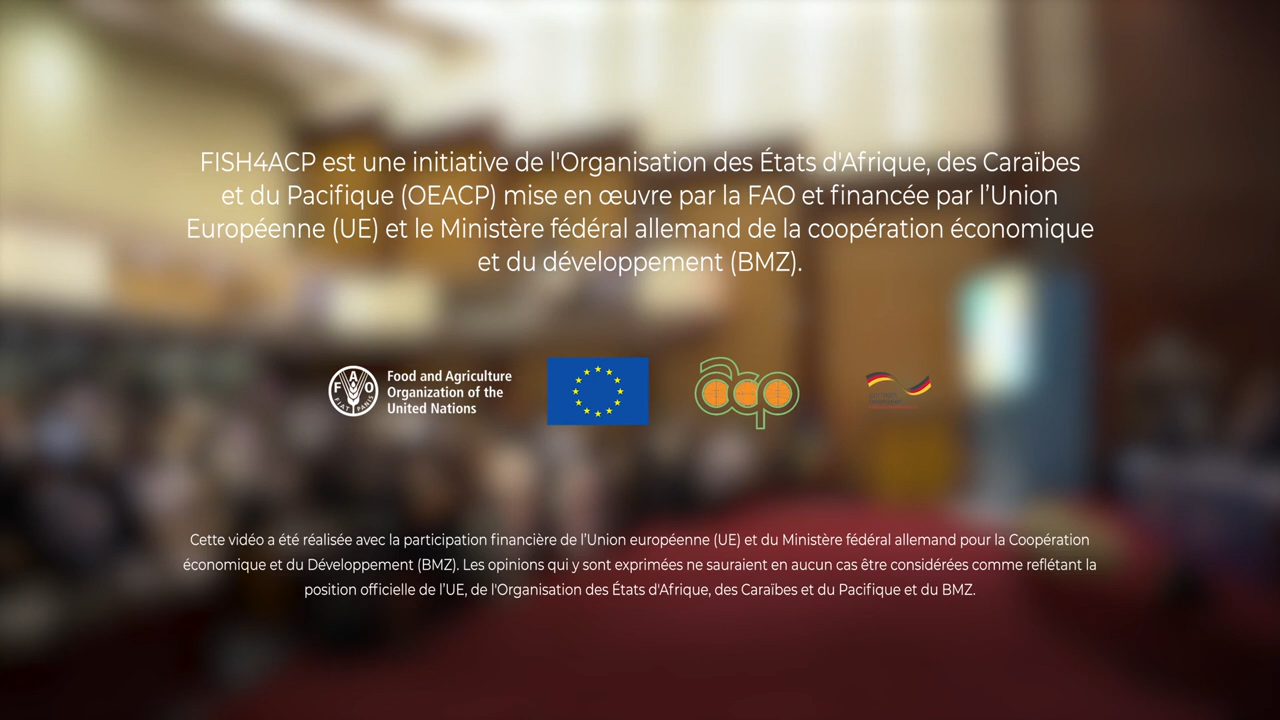 FISH4ACP est une initiative de l'Organisation des États d'Afrique, des Caraïbes
et du Pacifique (OEACP) mise en œuvre par la FAO et financée par l’Union
Européenne (UE) et le Ministère fédéral allemand de la coopération économique
et du développement (BMZ).
FAO
FIAT PANIS
Food and Agriculture
Organization of the
United Nations
acp
Cette vidéo a été réalisée avec la participation financière de l’Union européenne (UE) et du Ministère fédéral allemand pour la Coopération
économique et du Développement (BMZ). Les opinions qui y sont exprimées ne sauraient en aucun cas être considérées comme reflétant la
position officielle de l’UE, de l'Organisation des États d'Afrique, des Caraïbes et du Pacifique et du BMZ.